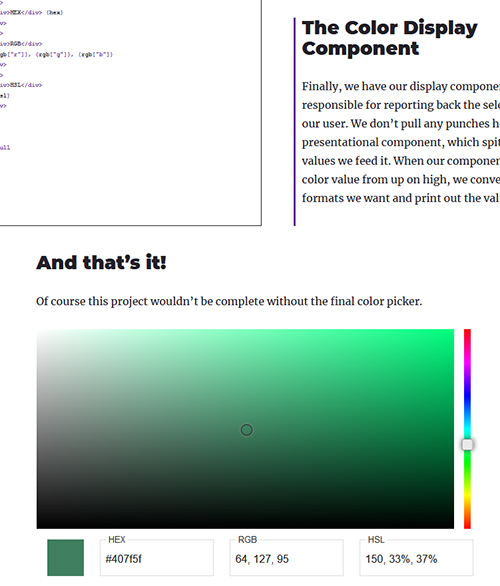 iv>HEX</div> {hex}
>
v>
>
iv>RGB</div>
gb["r"]}, {rgb["g"]}, {rgb["b"]}
v>
>
iv>HSL</div>
sl}
v>
ull
The Color Display
Component
Finally, we have our display compone
responsible for reporting back the sele
our user. We don’t pull any punches h
presentational component, which spit
values we feed it. When our componen
color value from up on high, we conve
formats we want and print out the val
And that’s it!
Of course this project wouldn’t be complete without the final color picker.
HEX
#407f5f
RGB
64, 127, 95
HSL
150, 33%, 37%